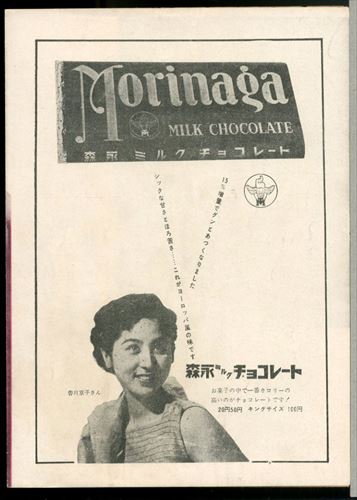 Morinaga
MILK CHOCOLATE
森永 ミルク チョコレート
15%増量でグンとあつくなりました
シックな甘さとほろ苦さ……これがヨーロッパ風の味です
森永ミルクチョコレート
香川京子さん
お菓子の中で一番カロリーの
高いのがチョコレートです!
20円50円 キングサイズ 100円